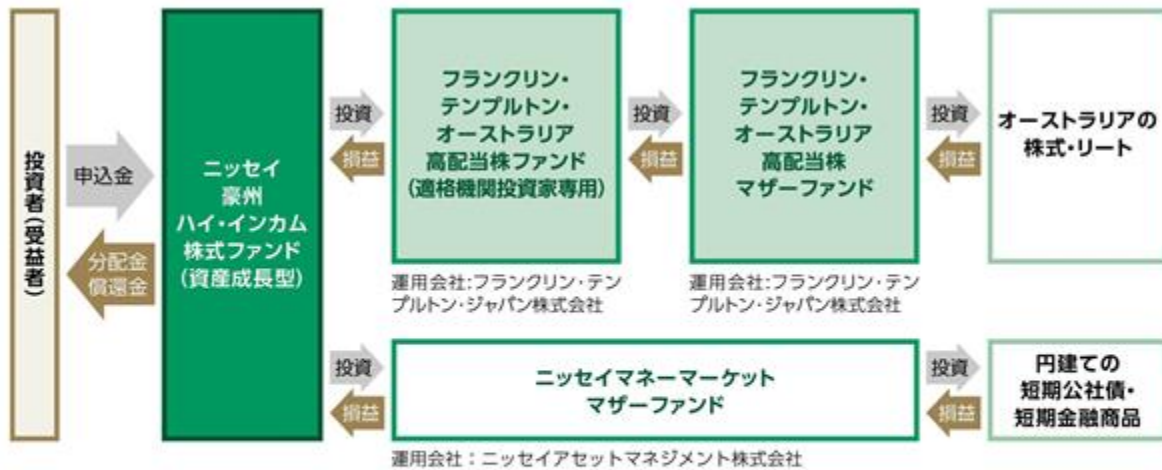 投資者(受益者)
申込金
分配金
償還金
ニッセイ
豪州
ハイ・インカム
株式ファンド
(資産成長型)
投資
損益
フランクリン・
テンプルトン・
オーストラリア
高配当株ファンド
(適格機関投資家専用)
運用会社:フランクリン・テン
プルトン・ジャパン株式会社
投資
損益
フランクリン・
テンプルトン・
オーストラリア
高配当株
マザーファンド
運用会社:フランクリン・テン
プルトン・ジャパン株式会社
投資
損益
オーストラリアの
株式・リート
投資
損益
ニッセイマネーマーケット
マザーファンド
運用会社:ニッセイアセットマネジメント株式会社
投資
損益
円建ての
短期公社債・
短期金融商品